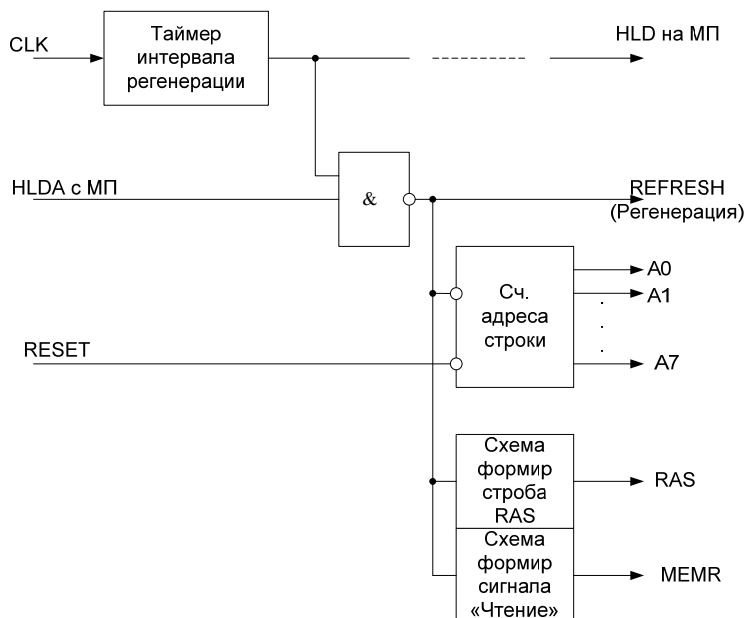 CLK
Таймер
интервала
регенерации
HLD на МП
HLDA с МП
&
REFRESH
(Регенерация)
Сч.
адреса
строки
A0
A1
.
.
.
A7
RESET
Схема
формир
строба
RAS
RAS
Схема
формир
сигнала
«Чтение»
MEMR